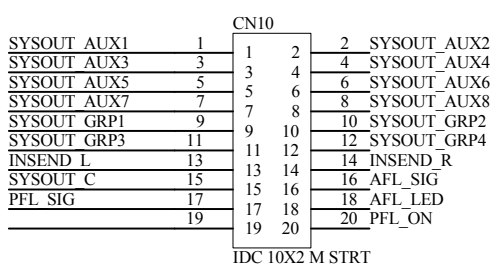 CN10
SYSOUT_AUX1 1 1 2 2 SYSOUT_AUX2
SYSOUT_AUX3 3 3 4 4 SYSOUT_AUX4
SYSOUT_AUX5 5 5 6 6 SYSOUT_AUX6
SYSOUT_AUX7 7 7 8 8 SYSOUT_AUX8
SYSOUT_GRP1 9 9 10 10 SYSOUT_GRP2
SYSOUT_GRP3 11 11 12 12 SYSOUT_GRP4
INSEND_L 13 13 14 14 INSEND_R
SYSOUT_C 15 15 16 16 AFL_SIG
PFL_SIG 17 17 18 18 AFL_LED
19 19 20 20 PFL_ON
IDC 10X2 M STRT